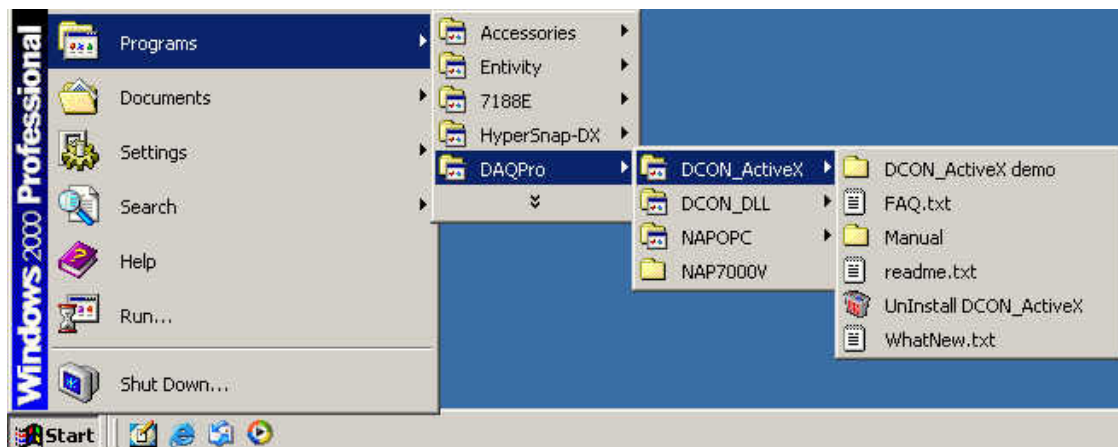 Windows 2000 Professional
Programs
Documents
Settings
Search
Help
Run...
Shut Down...
Accessories
Entivity
7188E
HyperSnap-DX
DAQPro
DCON_ActiveX
DCON_DLL
NAPOPC
NAP7000V
DCON_ActiveX demo
FAQ.txt
Manual
readme.txt
UnInstall DCON_ActiveX
WhatNew.txt
Start